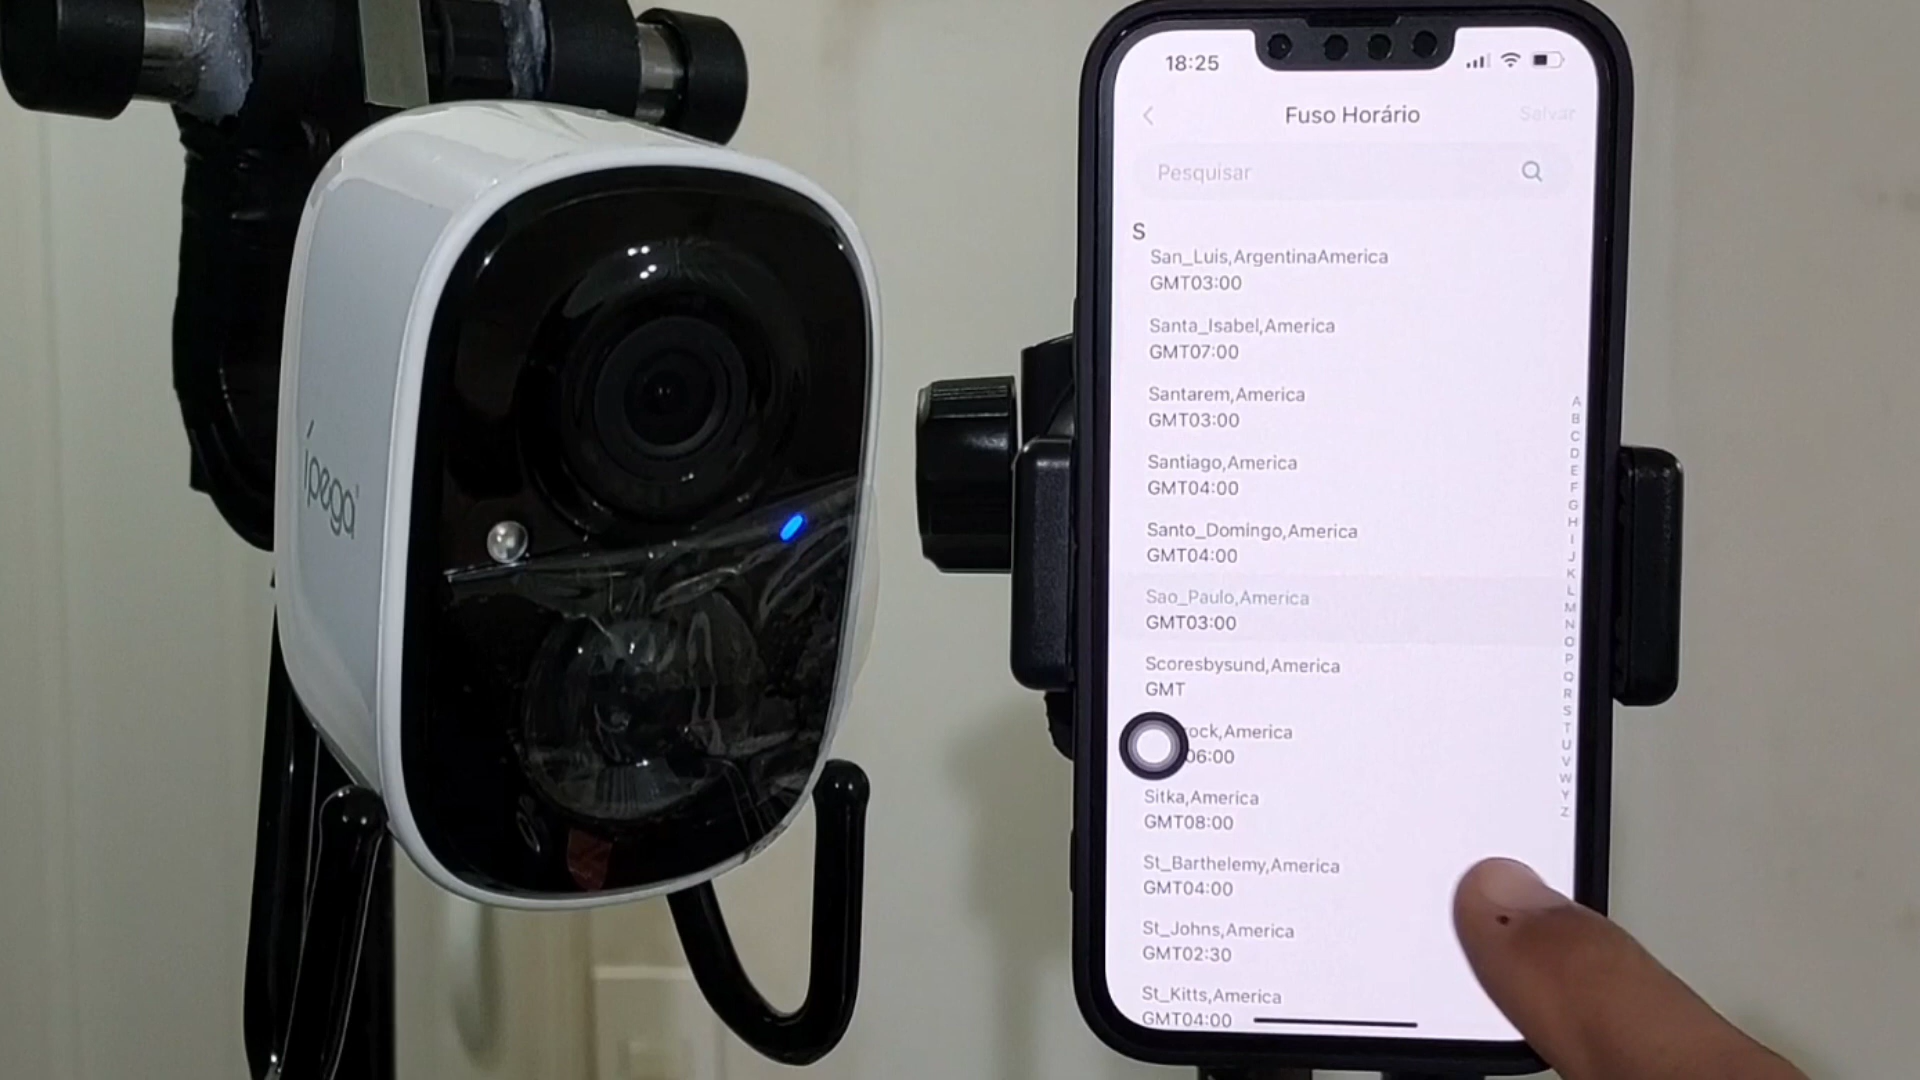 ípega
18:25
Fuso Horário
Salvar
Pesquisar
S
San_Luis,ArgentinaAmerica
GMT03:00
Santa_Isabel,America
GMT07:00
Santarem,America
GMT03:00
Santiago,America
GMT04:00
Santo_Domingo,America
GMT04:00
Sao_Paulo,America
GMT03:00
Scoresbysund,America
GMT
ock,America
06:00
Sitka,America
GMT08:00
St_Barthelemy,America
GMT04:00
St_Johns,America
GMT02:30
St_Kitts,America
GMT04:00
A
B
C
D
E
F
G
H
I
J
K
L
M
N
O
P
Q
R
S
T
U
V
W
Y
Z